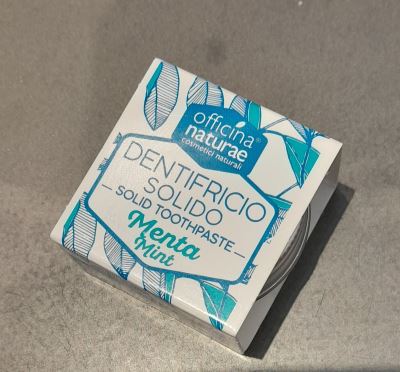 officina®
naturae
cosmetici naturali
DENTIFRICIO
SOLIDO
— SOLID TOOTHPASTE —
Menta
Mint